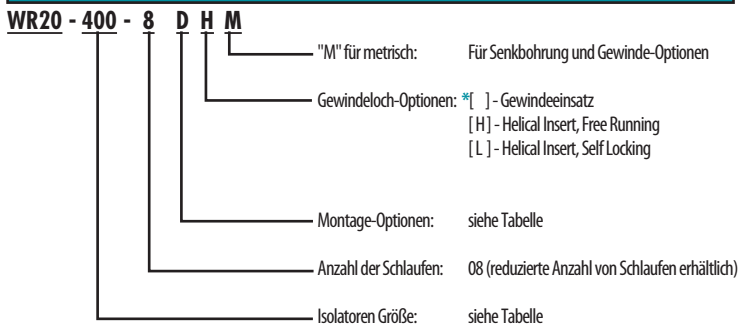 WR20 - 400 - 8 D H M
"M" für metrisch: Für Senkbohrung und Gewinde-Optionen
Gewindeloch-Optionen: *[ ] - Gewindeeinsatz
[ H ] - Helical Insert, Free Running
[ L ] - Helical Insert, Self Locking
Montage-Optionen: siehe Tabelle
Anzahl der Schlaufen: 08 (reduzierte Anzahl von Schlaufen erhältlich)
Isolatoren Größe: siehe Tabelle